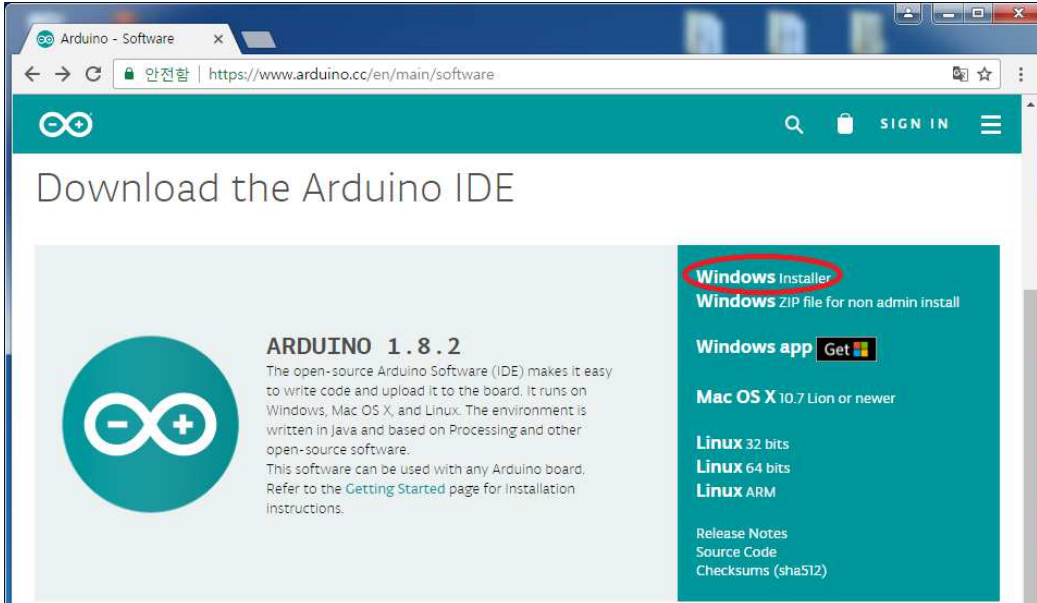 Arduino - Software
안전함 | https://www.arduino.cc/en/main/software
SIGN IN
Download the Arduino IDE
ARDUINO 1.8.2
The open-source Arduino Software (IDE) makes it easy
to write code and upload it to the board. It runs on
Windows, Mac OS X, and Linux. The environment is
written in Java and based on Processing and other
open-source software.
This software can be used with any Arduino board.
Refer to the Getting Started page for Installation
instructions.
Windows Installer
Windows ZIP file for non admin install
Windows app Get
Mac OS X 10.7 Lion or newer
Linux 32 bits
Linux 64 bits
Linux ARM
Release Notes
Source Code
Checksums (sha512)